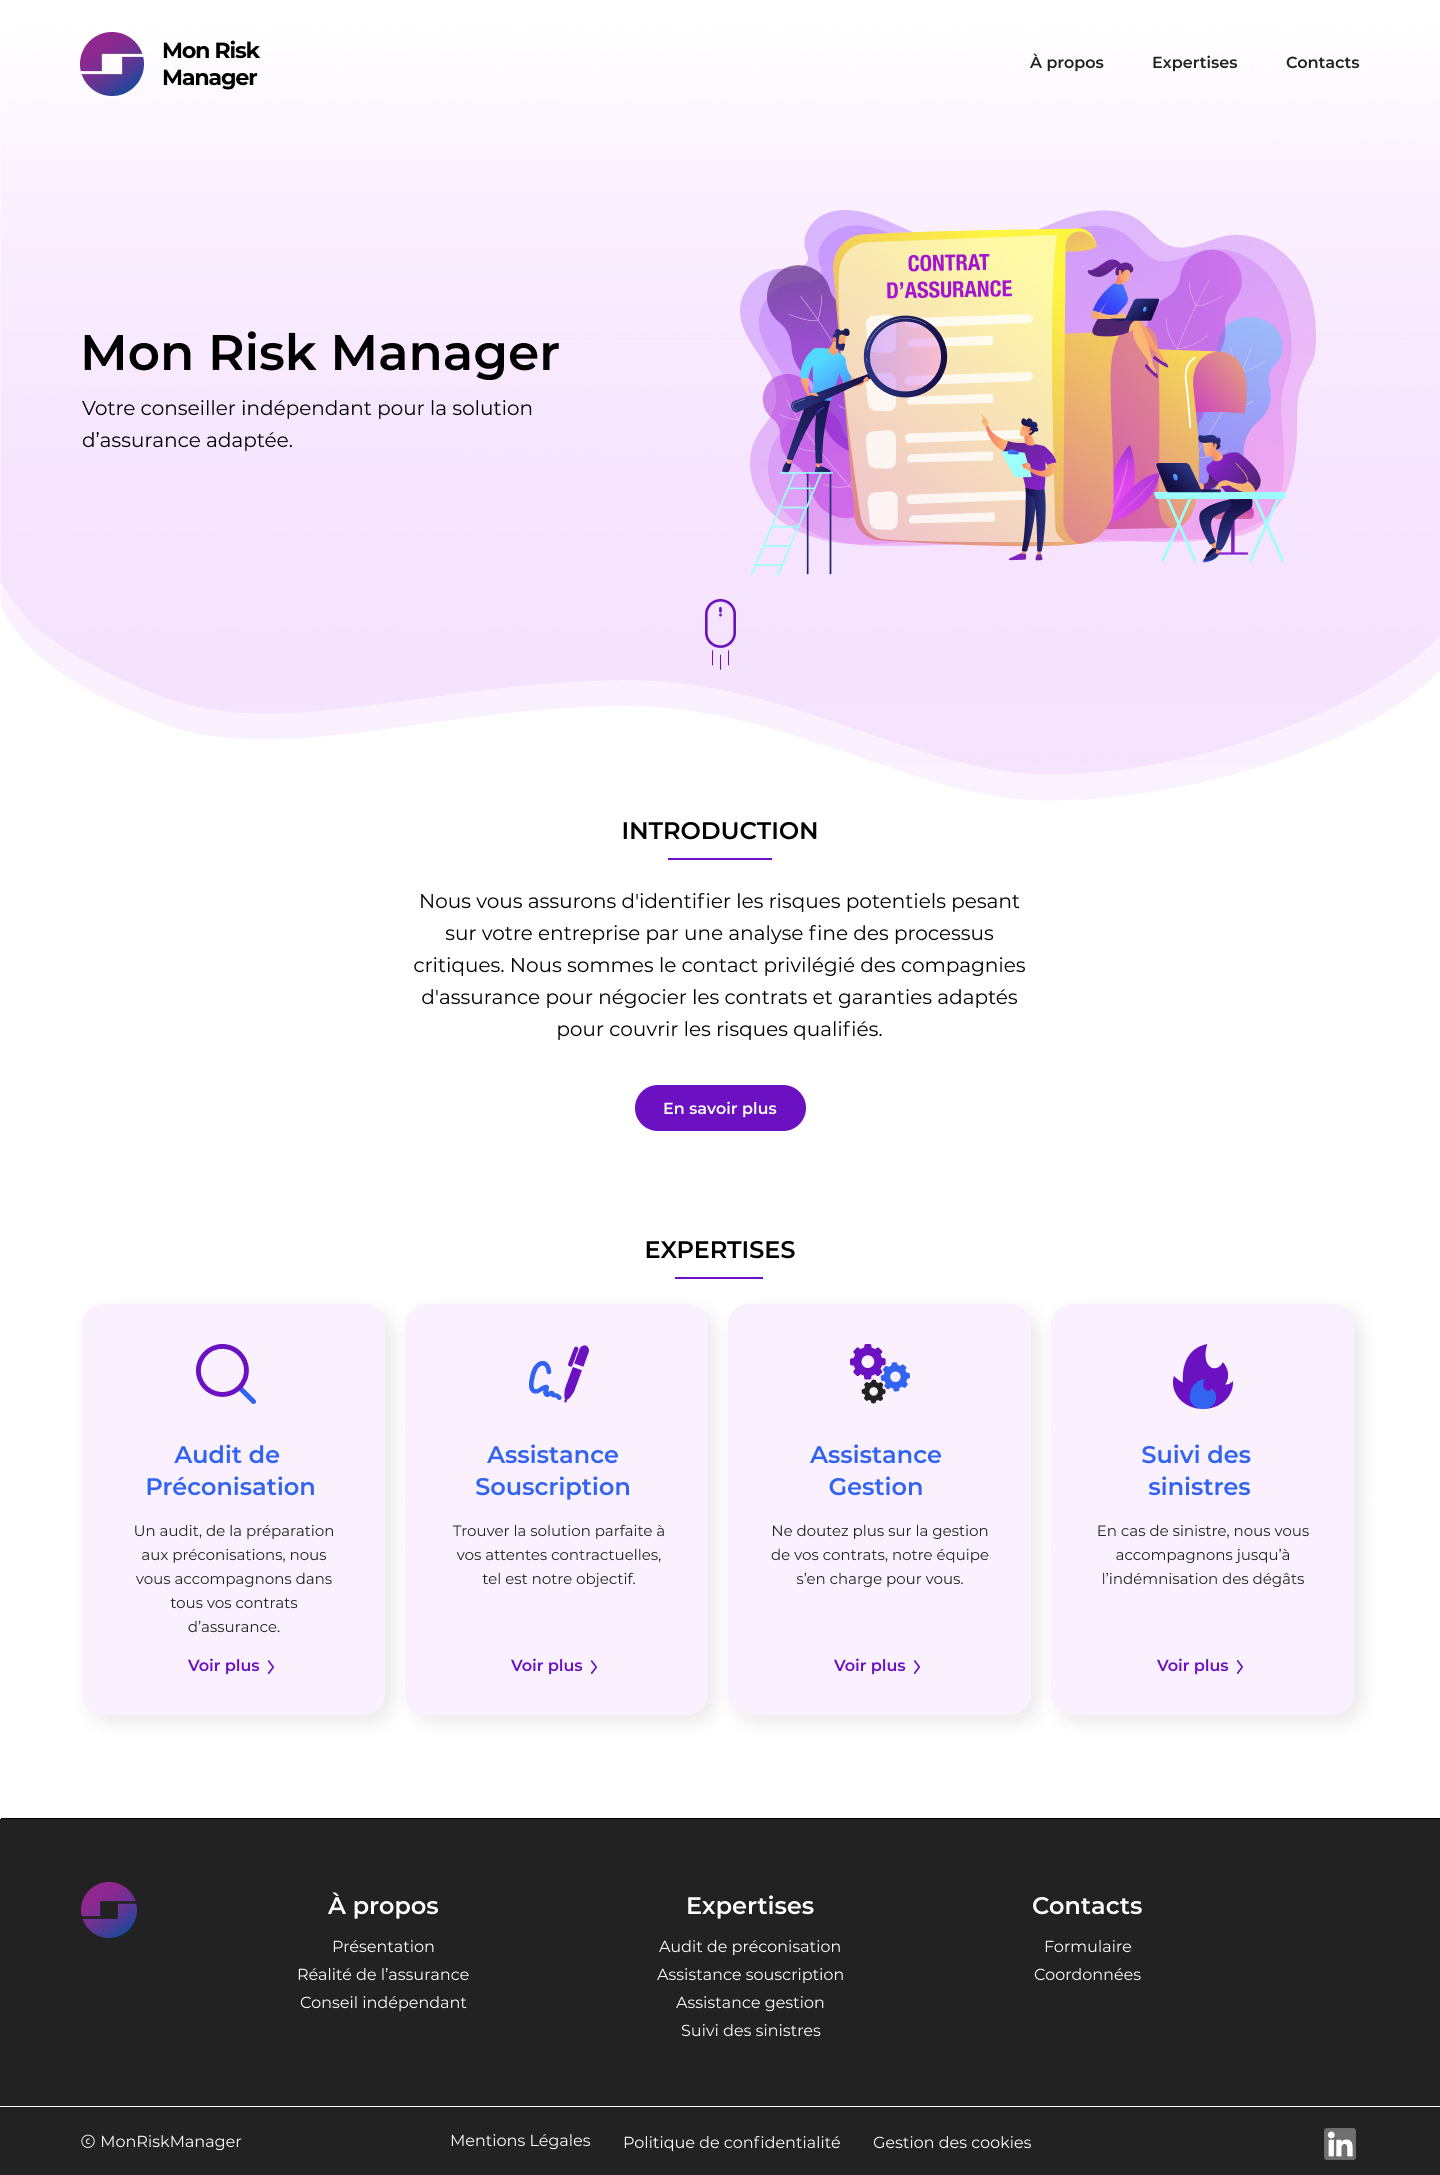 Mon Risk
Manager
À propos
Expertises
Contacts
CONTRAT
D’ASSURANCE
Mon Risk Manager
Votre conseiller indépendant pour la solution
d’assurance adaptée.
INTRODUCTION
Nous vous assurons d'identifier les risques potentiels pesant
sur votre entreprise par une analyse fine des processus
critiques. Nous sommes le contact privilégié des compagnies
d'assurance pour négocier les contrats et garanties adaptés
pour couvrir les risques qualifiés.
En savoir plus
EXPERTISES
Audit de
Préconisation
Un audit, de la préparation
aux préconisations, nous
vous accompagnons dans
tous vos contrats
d’assurance.
Voir plus
Assistance
Souscription
Trouver la solution parfaite à
vos attentes contractuelles,
tel est notre objectif.
Voir plus
Assistance
Gestion
Ne doutez plus sur la gestion
de vos contrats, notre équipe
s’en charge pour vous.
Voir plus
Suivi des
sinistres
En cas de sinistre, nous vous
accompagnons jusqu’à
l’indémnisation des dégâts
Voir plus
À propos
Présentation
Réalité de l’assurance
Conseil indépendant
Expertises
Audit de préconisation
Assistance souscription
Assistance gestion
Suivi des sinistres
Contacts
Formulaire
Coordonnées
© MonRiskManager
Mentions Légales
Politique de confidentialité
Gestion des cookies
in